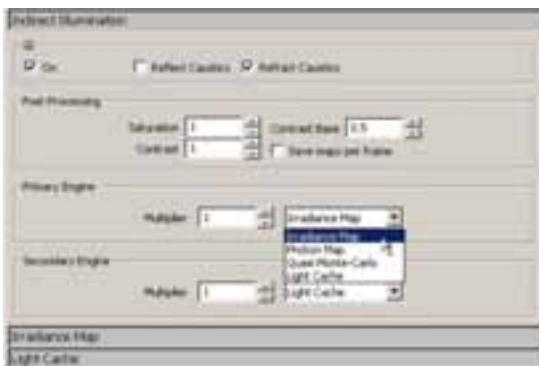 Indirect Illumination
GI
On Reflect Caustics Refract Caustics
Post Processing
Saturation 1 Contrast Base 0.5
Contrast 1 Save maps per frame
Primary Engine
Multiplier 1 Irradiance Map
Irradiance Map
Photon Map
Quasi Monte-Carlo
Light Cache
Secondary Engine
Multiplier 1 Light Cache
Irradiance Map
Light Cache